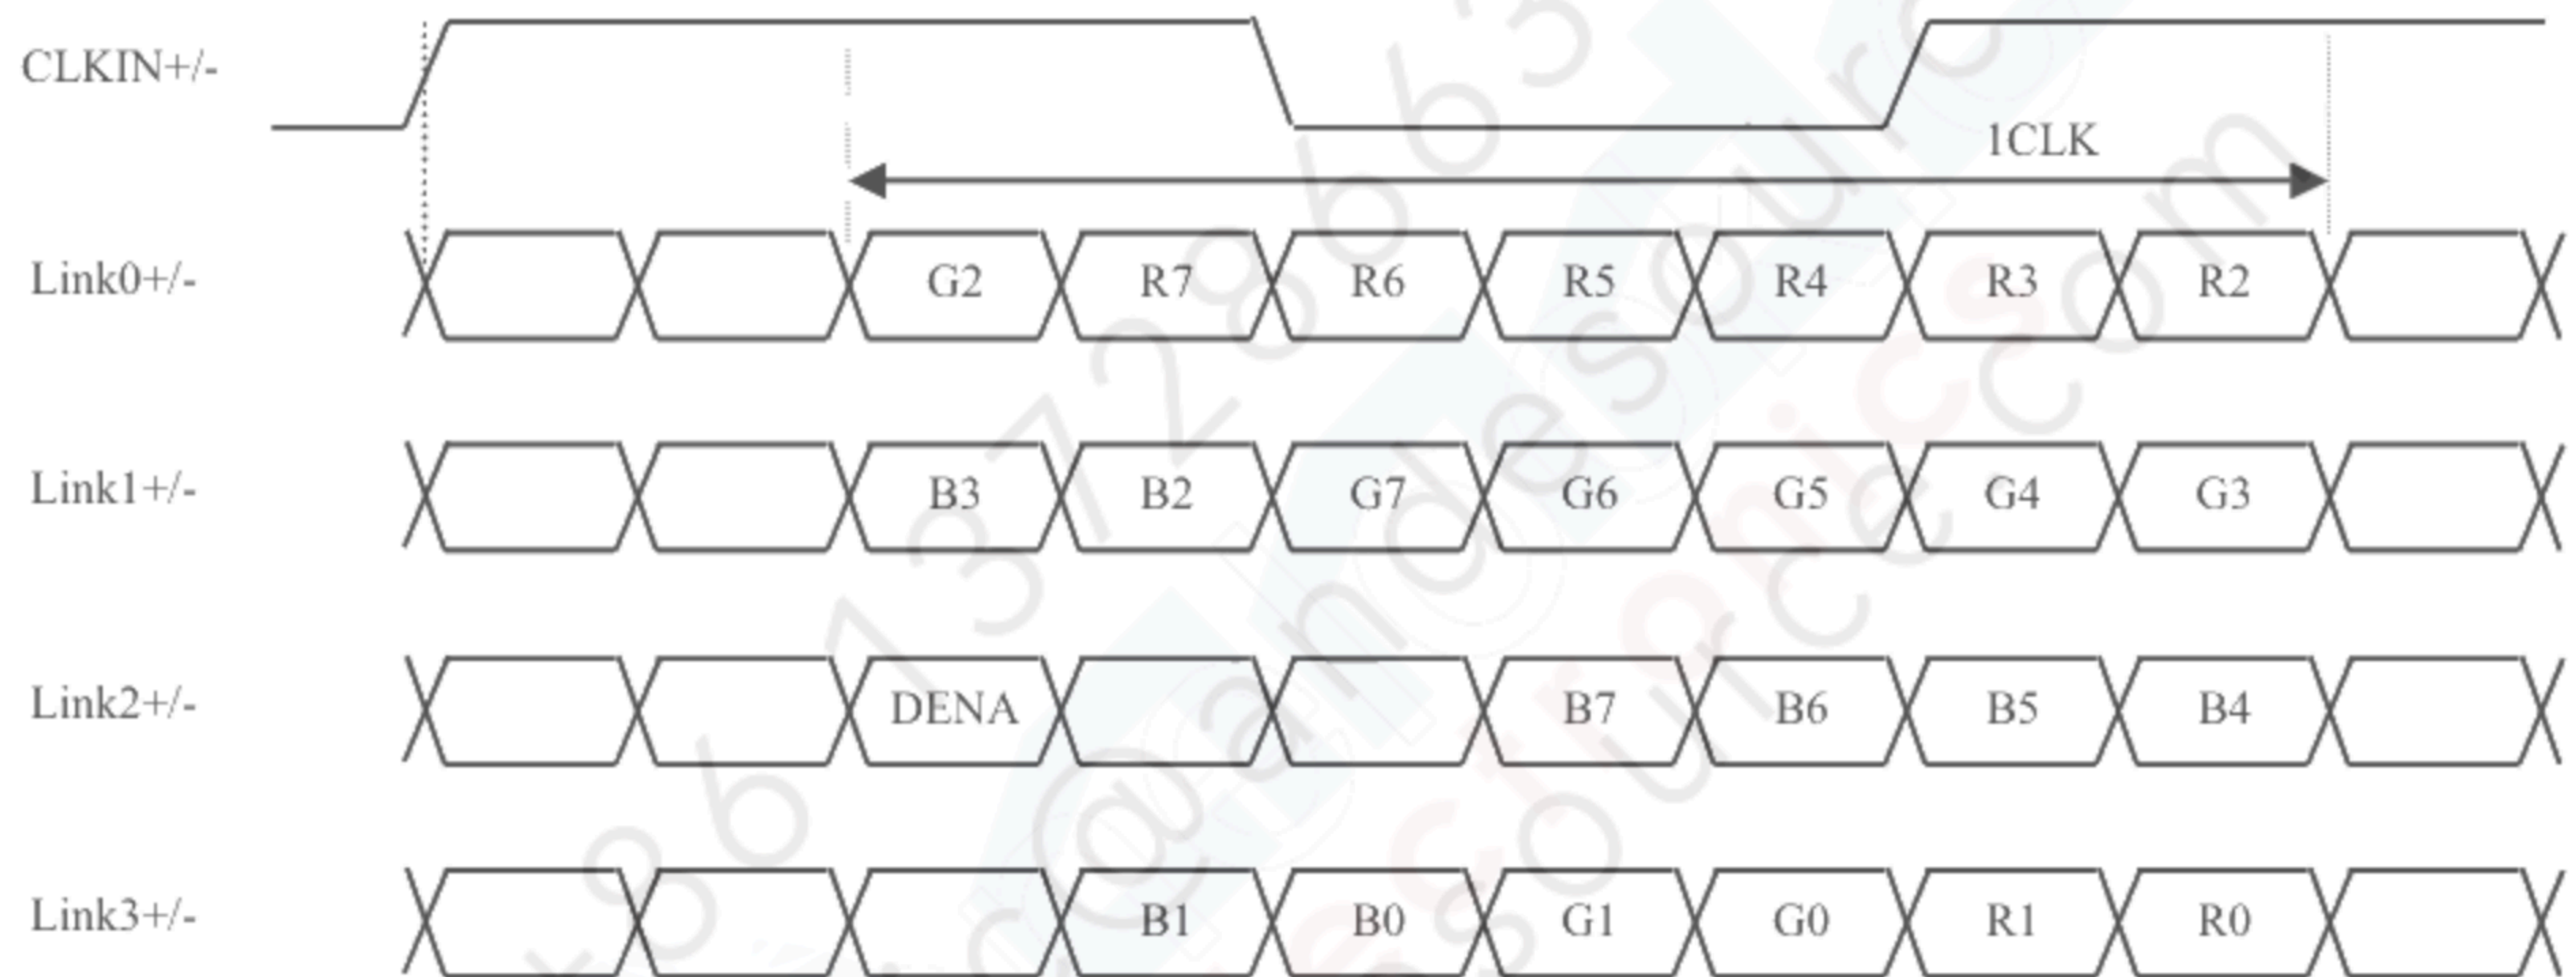 CLKIN+/-
1CLK
Link0+/- G2 R7 R6 R5 R4 R3 R2
Link1+/- B3 B2 G7 G6 G5 G4 G3
Link2+/- DENA B7 B6 B5 B4
Link3+/- B1 B0 G1 G0 R1 R0